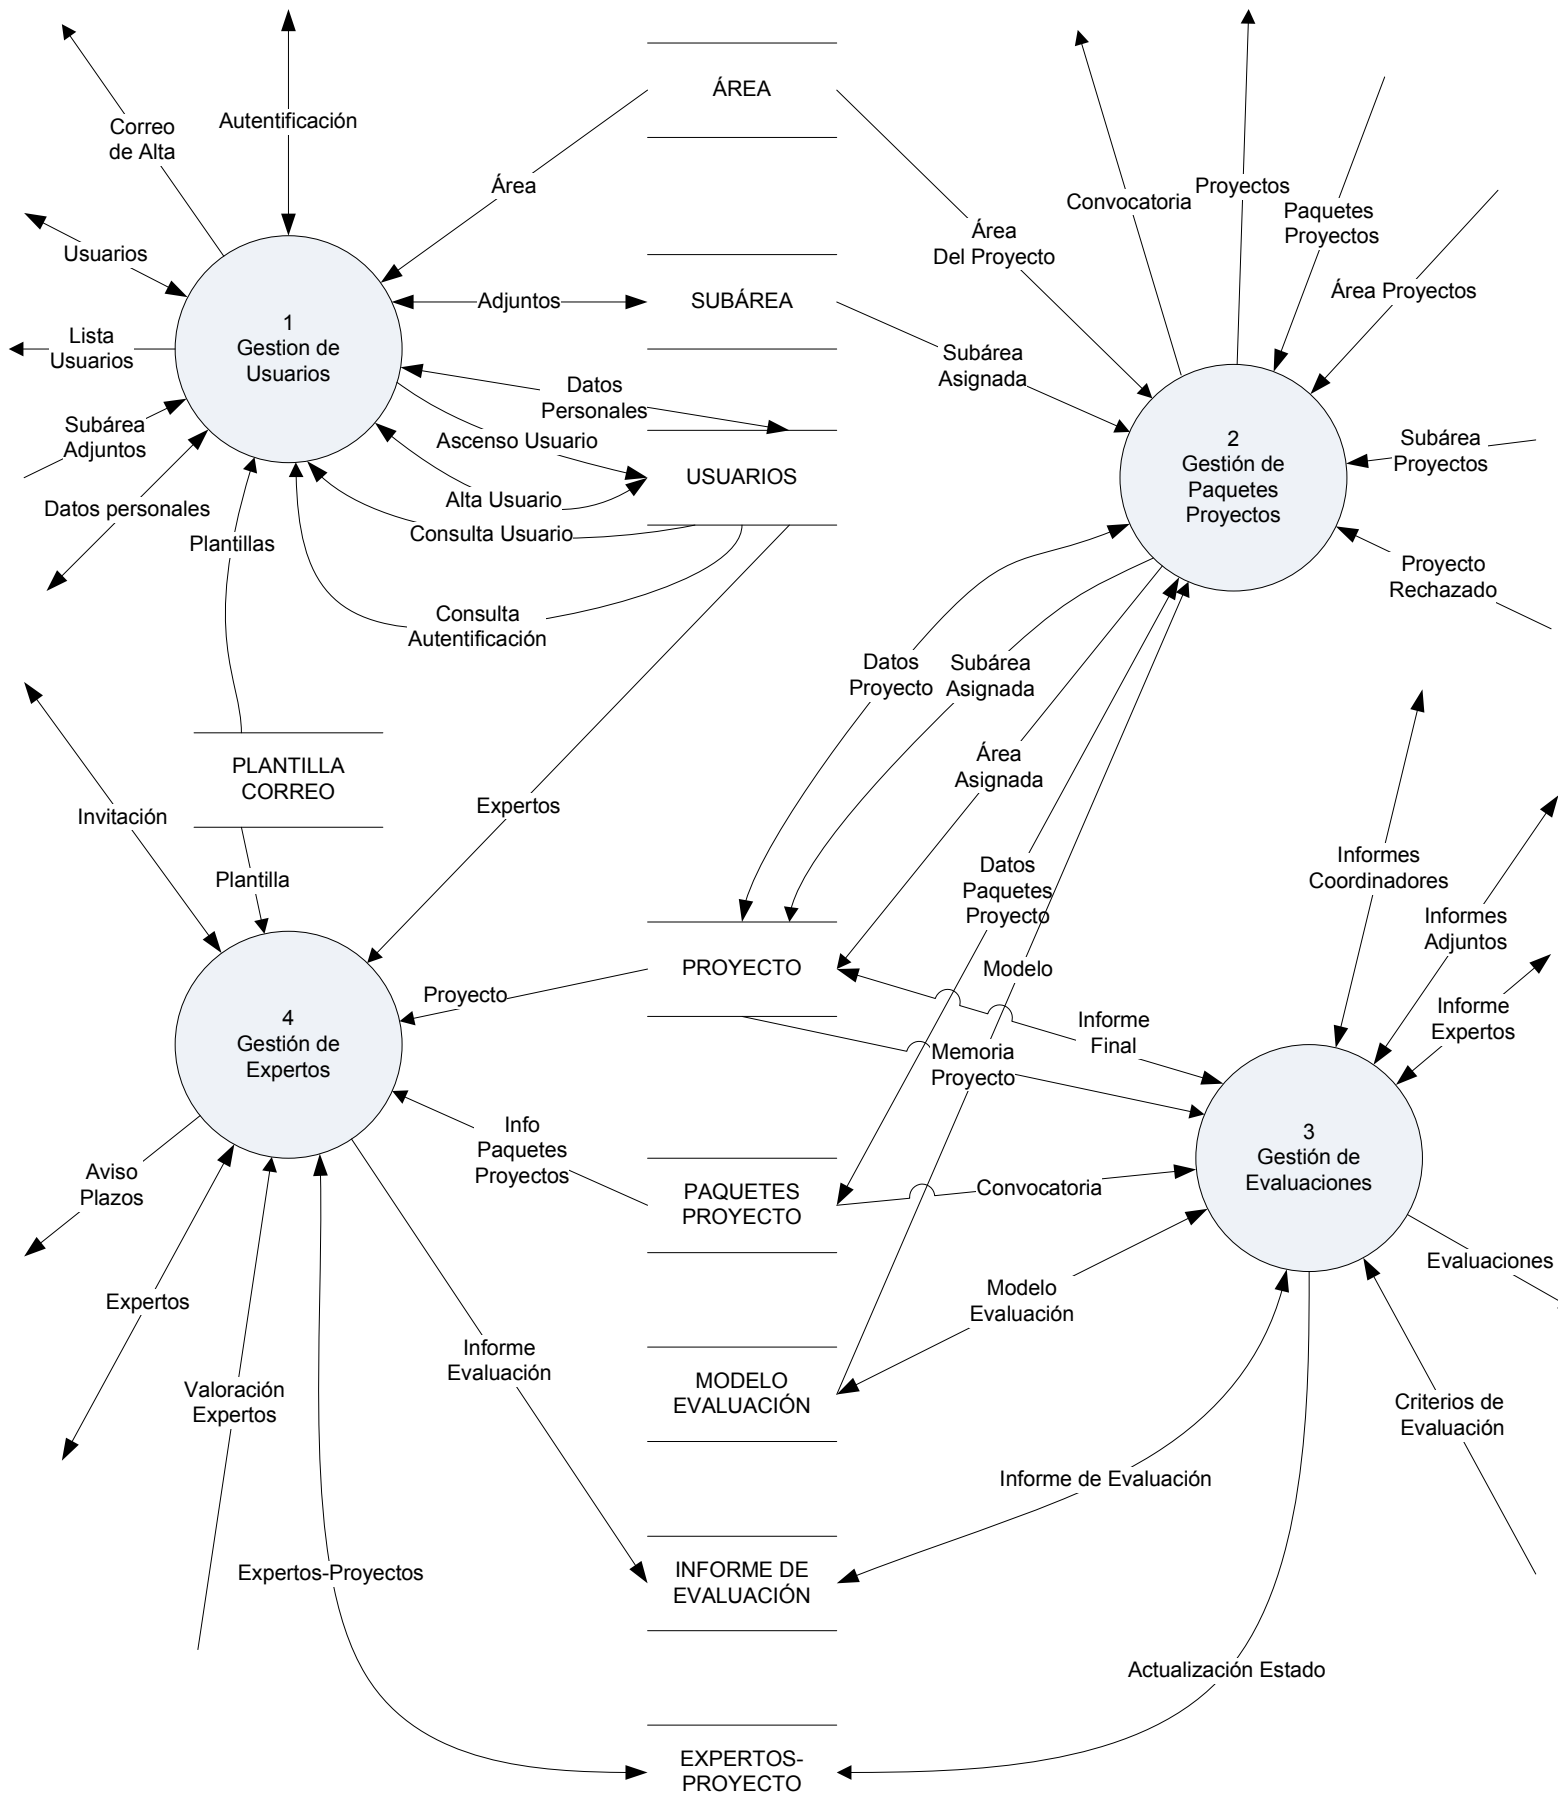 ÁREA
Correo
de Alta
Autentificación
Área
Convocatoria
Proyectos
Paquetes
Proyectos
Área
Del Proyecto
Usuarios
Adjuntos
SUBÁREA
Área Proyectos
1
Gestion de
Usuarios
Lista
Usuarios
Subárea
Asignada
Datos
Personales
Subárea
Adjuntos
Ascenso Usuario
USUARIOS
Alta Usuario
Consulta Usuario
2
Gestión de
Paquetes
Proyectos
Subárea
Proyectos
Datos personales
Plantillas
Proyecto
Rechazado
Consulta
Autentificación
Datos
Proyecto
Subárea
Asignada
PLANTILLA
CORREO
Área
Asignada
Invitación
Expertos
Plantilla
Datos
Paquetes
Proyecto
Informes
Coordinadores
Informes
Adjuntos
PROYECTO
Modelo
Proyecto
Informe
Expertos
4
Gestión de
Expertos
Informe
Final
Memoria
Proyecto
Info
Paquetes
Proyectos
3
Gestión de
Evaluaciones
Aviso
Plazos
PAQUETES
PROYECTO
Convocatoria
Evaluaciones
Expertos
Modelo
Evaluación
Informe
Evaluación
MODELO
EVALUACIÓN
Valoración
Expertos
Criterios de
Evaluación
Informe de Evaluación
Expertos-Proyectos
INFORME DE
EVALUACIÓN
Actualización Estado
EXPERTOS-
PROYECTO